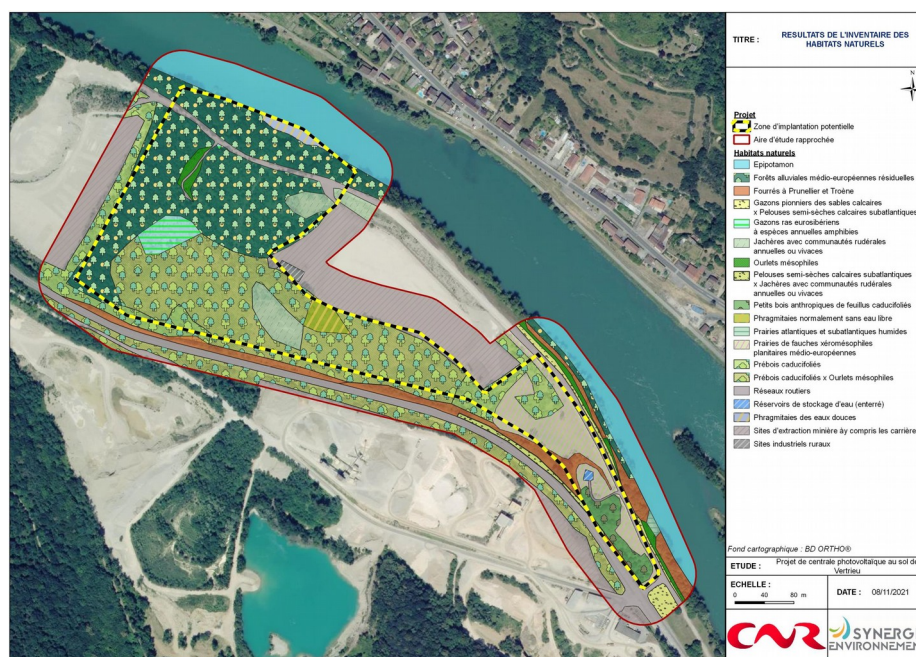 TITRE : RESULTATS DE L'INVENTAIRE DES
HABITATS NATURELS
N
Projet
Zone d'implantation potentielle
Aire d'étude rapprochée
Habitats naturels
Epipotamon
Forêts alluviales médio-européennes résiduelles
Fourrés à Prunellier et Troène
Gazons pionniers des sables calcaires
x Pelouses semi-sèches calcaires subatlantiques
Gazons ras eurosibériens
à espèces annuelles amphibies
Jachères avec communautés rudérales
annuelles ou vivaces
Ourlets mésophiles
Pelouses semi-sèches calcaires subatlantiques
x Jachères avec communautés rudérales
annuelles ou vivaces
Petits bois anthropiques de feuillus caducifoliés
Phragmitaies normalement sans eau libre
Prairies atlantiques et subatlantiques humides
Prairies de fauches xéromésophiles
planitaires médio-européennes
Prébois caducifoliés
Prébois caducifoliés x Ourlets mésophiles
Réseaux routiers
Réservoirs de stockage d'eau (enterré)
Phragmitaies des eaux douces
Sites d'extraction minière ày compris les carrière
Sites industriels ruraux
Fond cartographique : BD ORTHO®
ETUDE : Projet de centrale photovoltaïque au sol de
Vertrieu
ECHELLE :
0 40 80 m
DATE : 08/11/2021
CNR
SYNERG
ENVIRONNEME